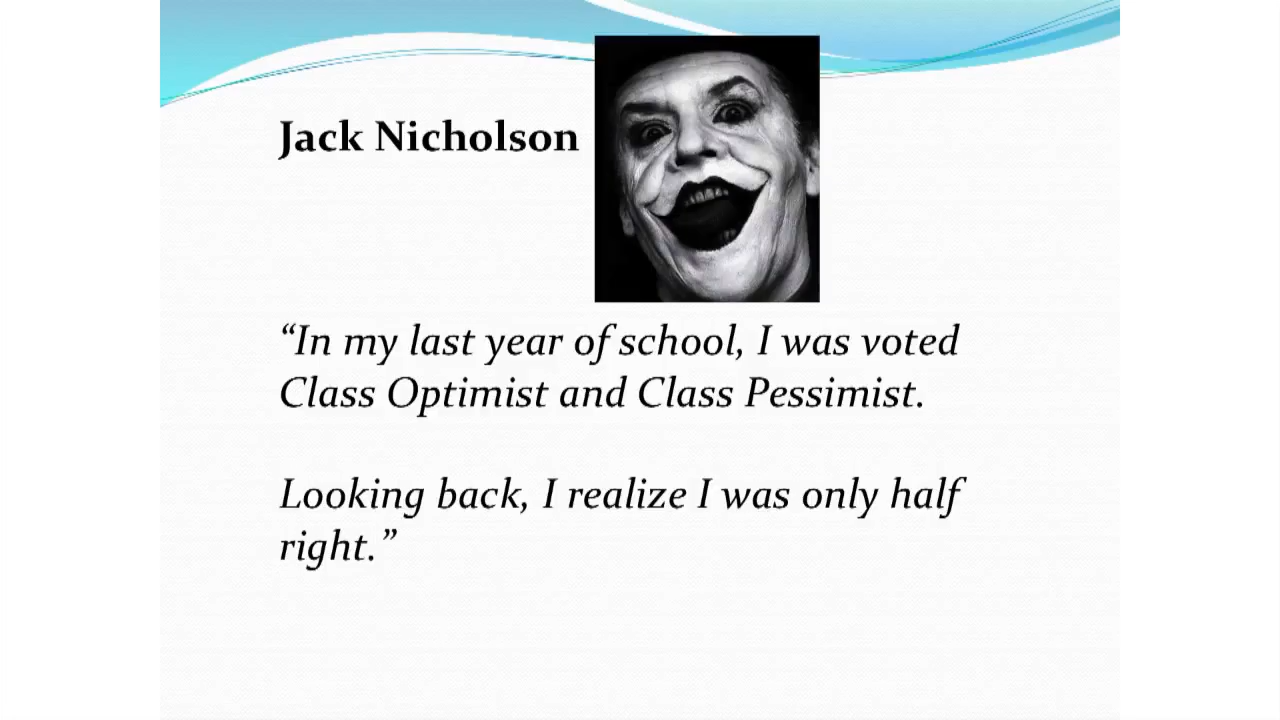 Jack Nicholson
“In my last year of school, I was voted
Class Optimist and Class Pessimist.
Looking back, I realize I was only half
right.”